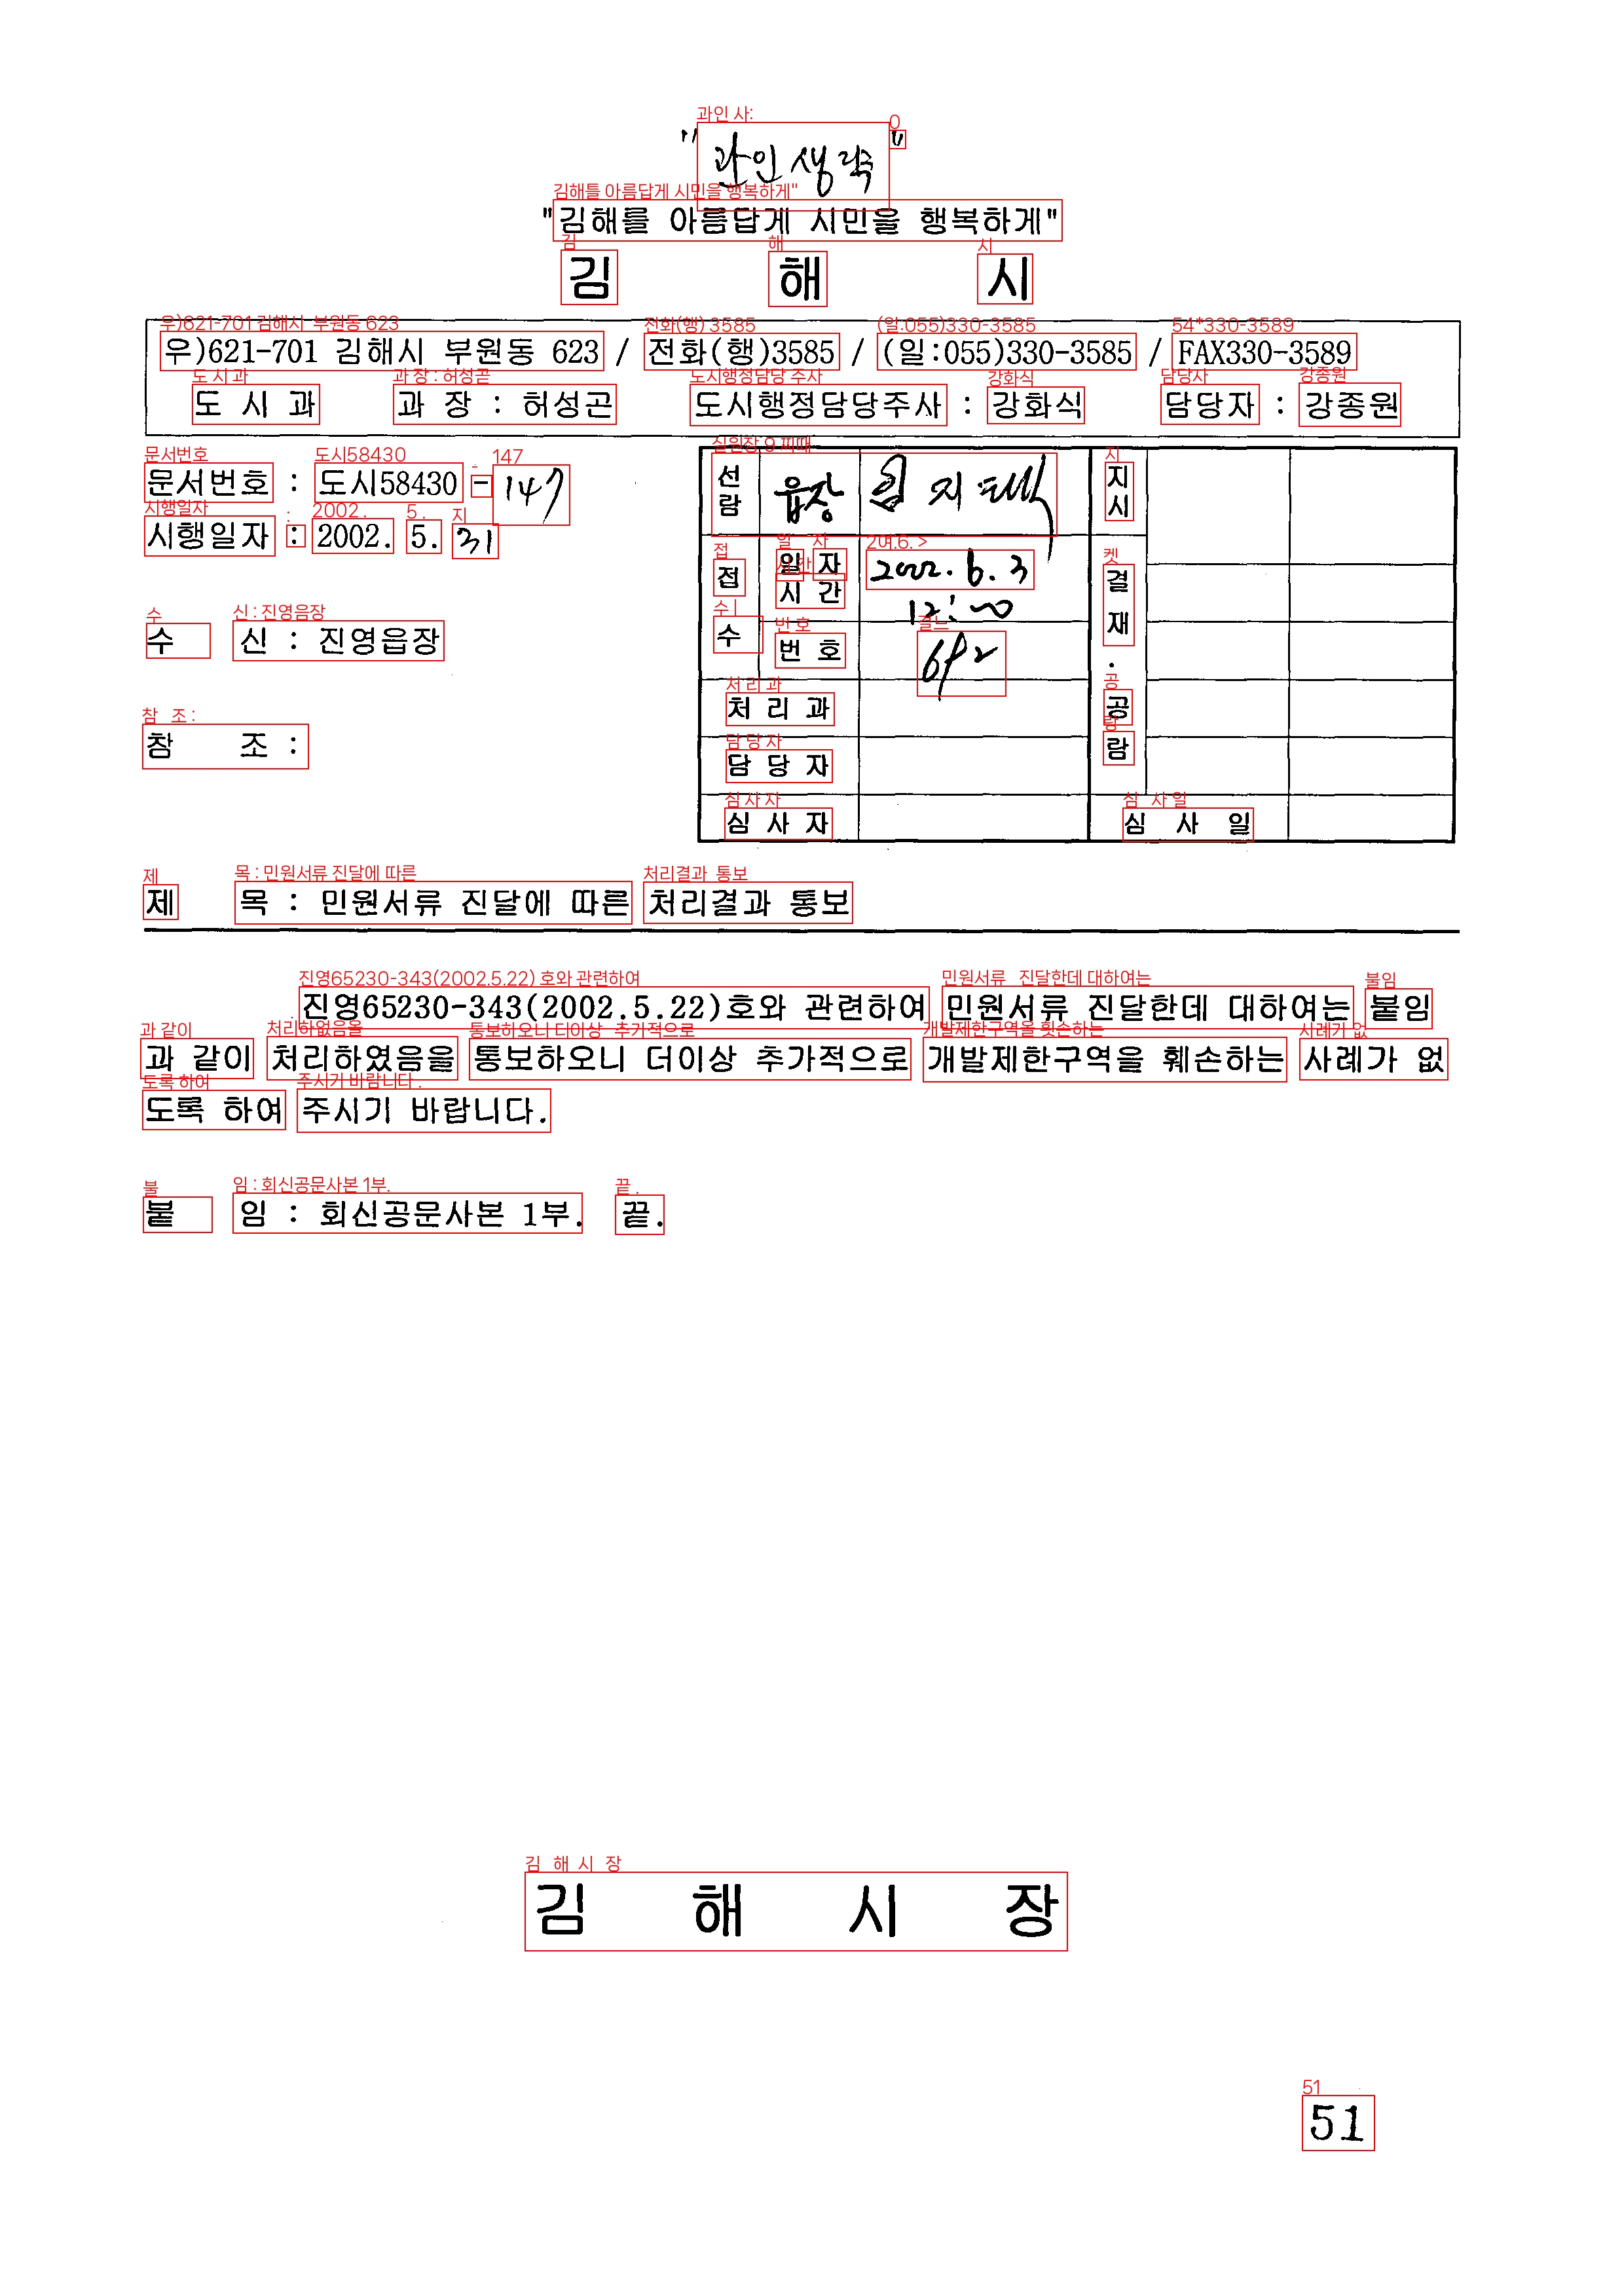 "관인생략"
"김해를 아름답게 시민을 행복하게"
김 해 시
우)621-701 김해시 부원동 623 / 전화(행)3585 / (일:055)330-3585 / FAX330-3589
도 시 과 과 장 : 허성곤 도시행정담당주사 : 강화식 담당자 : 강종원
문서번호 : 도시58430 - 147
시행일자 : 2002. 5. 31
수 신 : 진영읍장
참 조 :
선람 읍장 지시
접수 일자 2002. 6. 3
시간 12:00
번호
결재.공람
처 리 과
담 당 자
심 사 자 심 사 일
제 목 : 민원서류 진달에 따른 처리결과 통보
진영65230-343(2002.5.22)호와 관련하여 민원서류 진달한데 대하여는 붙임
과 같이 처리하였음을 통보하오니 더이상 추가적으로 개발제한구역을 훼손하는 사례가 없
도록 하여 주시기 바랍니다.
붙 임 : 회신공문사본 1부. 끝.
김 해 시 장
51